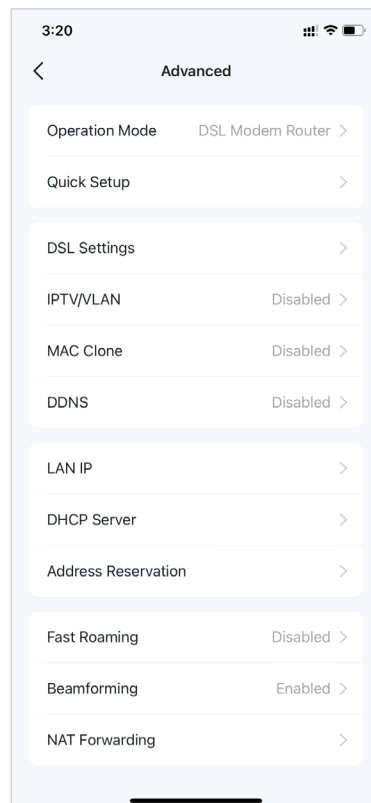 3:20
Advanced
Operation Mode DSL Modem Router
Quick Setup
DSL Settings
IPTV/VLAN Disabled
MAC Clone Disabled
DDNS Disabled
LAN IP
DHCP Server
Address Reservation
Fast Roaming Disabled
Beamforming Enabled
NAT Forwarding